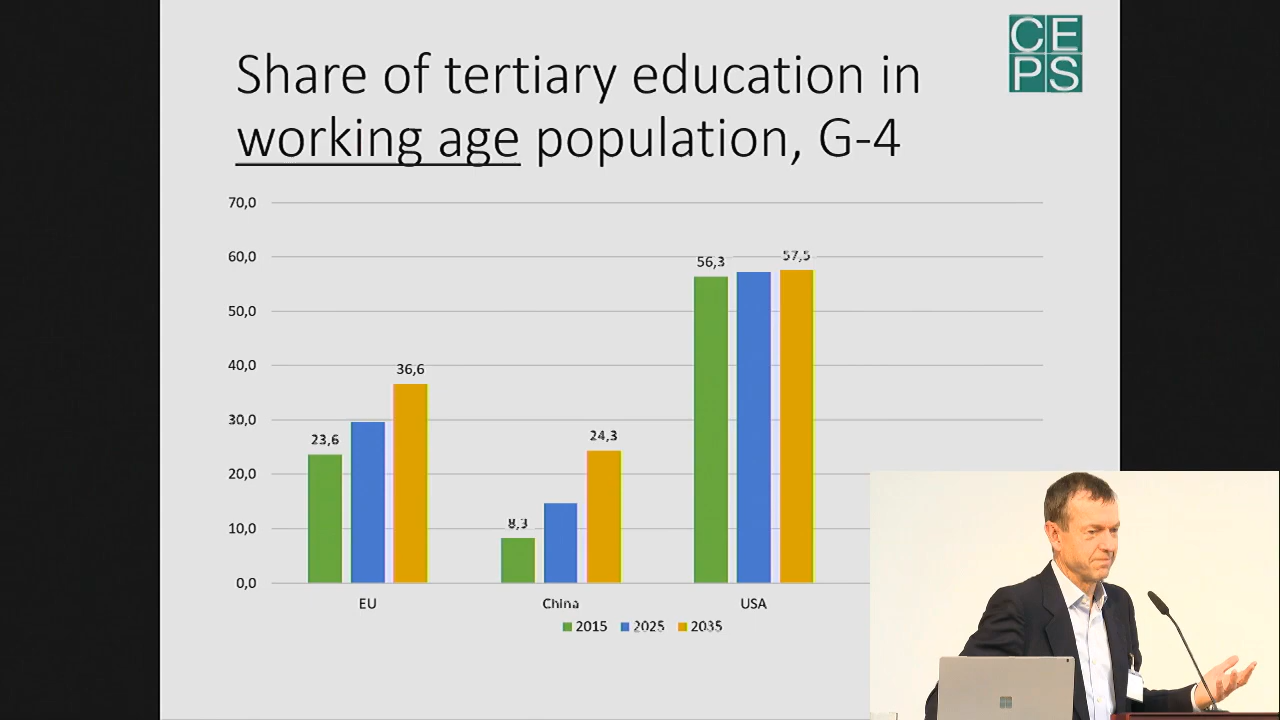 CE
PS
Share of tertiary education in
working age population, G-4
70,0
60,0
50,0
40,0
30,0
20,0
10,0
0,0
23,6
36,6
8,3
24,3
56,3
57,5
EU
China
USA
2015
2025
2035